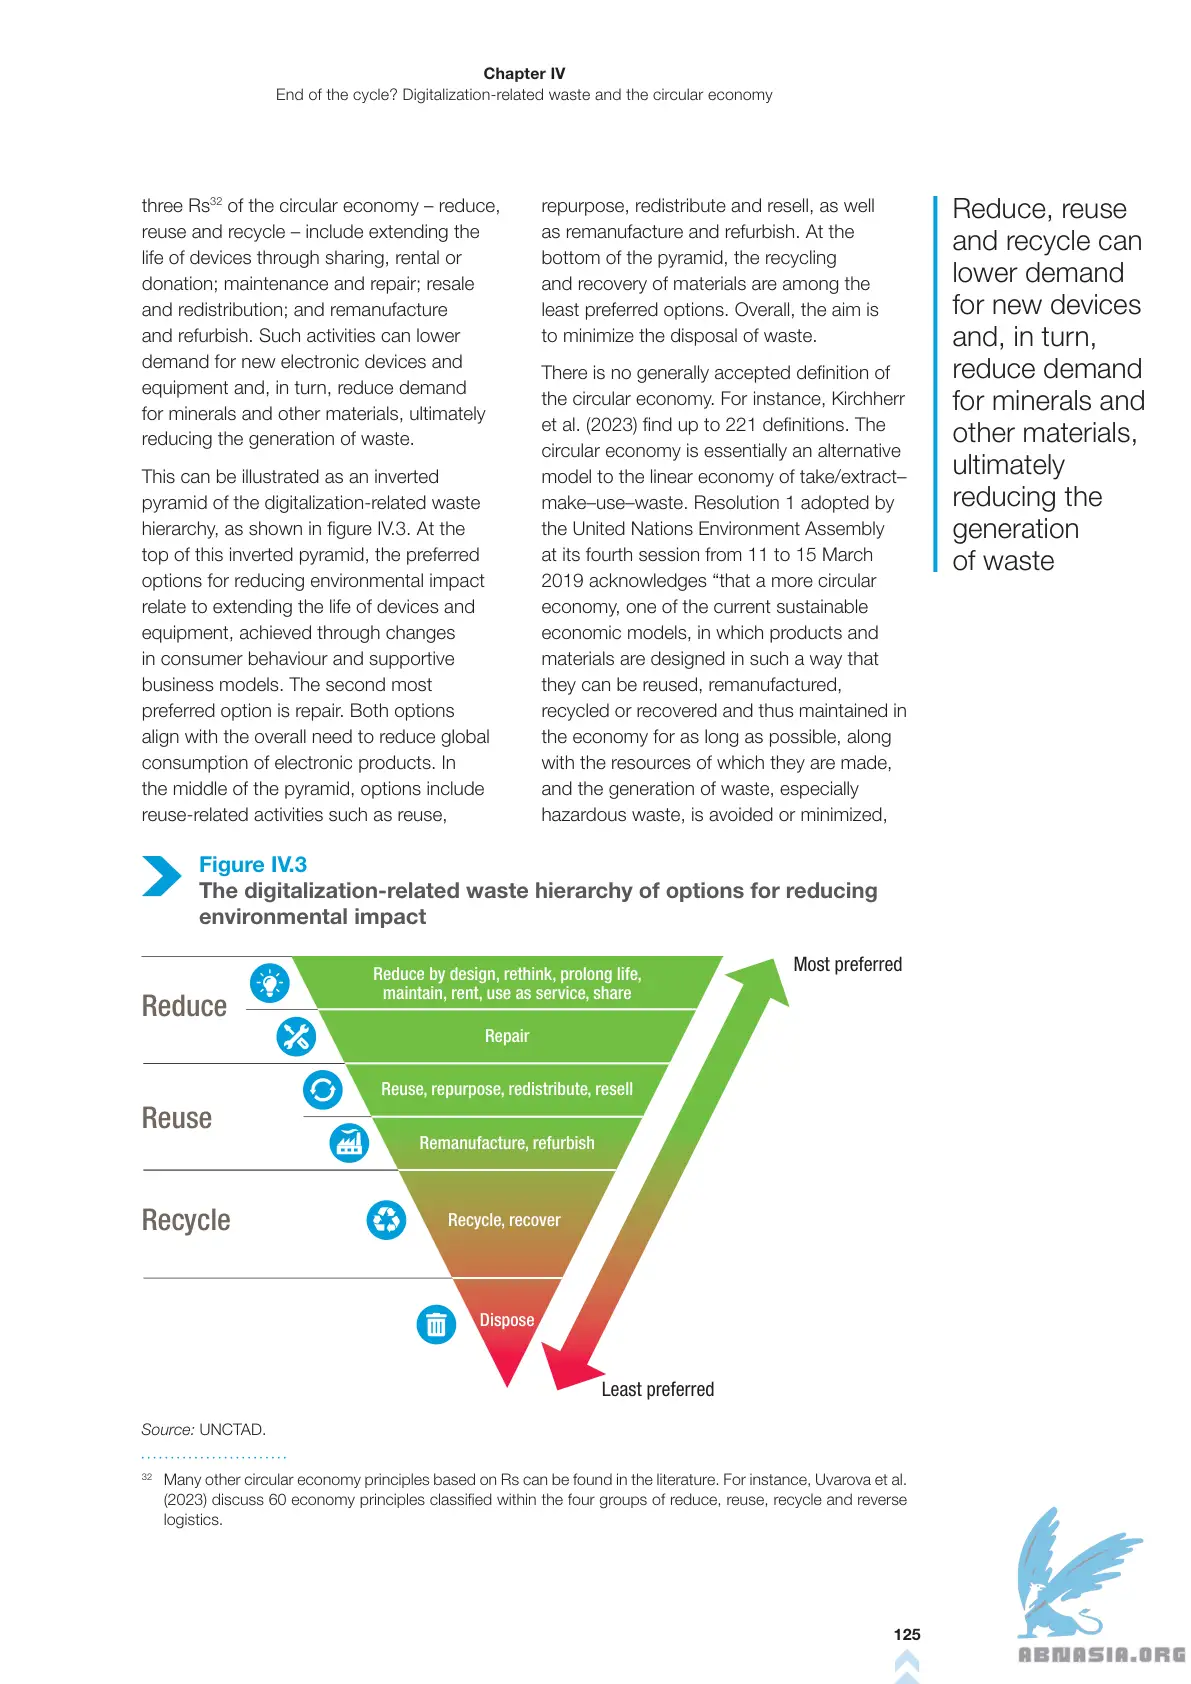 Chapter IV
End of the cycle? Digitalization-related waste and the circular economy
three Rs32 of the circular economy – reduce,
reuse and recycle – include extending the
life of devices through sharing, rental or
donation; maintenance and repair; resale
and redistribution; and remanufacture
and refurbish. Such activities can lower
demand for new electronic devices and
equipment and, in turn, reduce demand
for minerals and other materials, ultimately
reducing the generation of waste.
This can be illustrated as an inverted
pyramid of the digitalization-related waste
hierarchy, as shown in figure IV.3. At the
top of this inverted pyramid, the preferred
options for reducing environmental impact
relate to extending the life of devices and
equipment, achieved through changes
in consumer behaviour and supportive
business models. The second most
preferred option is repair. Both options
align with the overall need to reduce global
consumption of electronic products. In
the middle of the pyramid, options include
reuse-related activities such as reuse,
repurpose, redistribute and resell, as well
as remanufacture and refurbish. At the
bottom of the pyramid, the recycling
and recovery of materials are among the
least preferred options. Overall, the aim is
to minimize the disposal of waste.
There is no generally accepted definition of
the circular economy. For instance, Kirchherr
et al. (2023) find up to 221 definitions. The
circular economy is essentially an alternative
model to the linear economy of take/extract–
make–use–waste. Resolution 1 adopted by
the United Nations Environment Assembly
at its fourth session from 11 to 15 March
2019 acknowledges “that a more circular
economy, one of the current sustainable
economic models, in which products and
materials are designed in such a way that
they can be reused, remanufactured,
recycled or recovered and thus maintained in
the economy for as long as possible, along
with the resources of which they are made,
and the generation of waste, especially
hazardous waste, is avoided or minimized,
Reduce, reuse
and recycle can
lower demand
for new devices
and, in turn,
reduce demand
for minerals and
other materials,
ultimately
reducing the
generation
of waste
Figure IV.3
The digitalization-related waste hierarchy of options for reducing
environmental impact
Most preferred
Reduce by design, rethink, prolong life,
maintain, rent, use as service, share
Reduce
Repair
Reuse, repurpose, redistribute, resell
Reuse
Remanufacture, refurbish
Recycle
Recycle, recover
Dispose
Least preferred
Source: UNCTAD.
32 Many other circular economy principles based on Rs can be found in the literature. For instance, Uvarova et al.
(2023) discuss 60 economy principles classified within the four groups of reduce, reuse, recycle and reverse
logistics.
125
ABNASIA.ORG